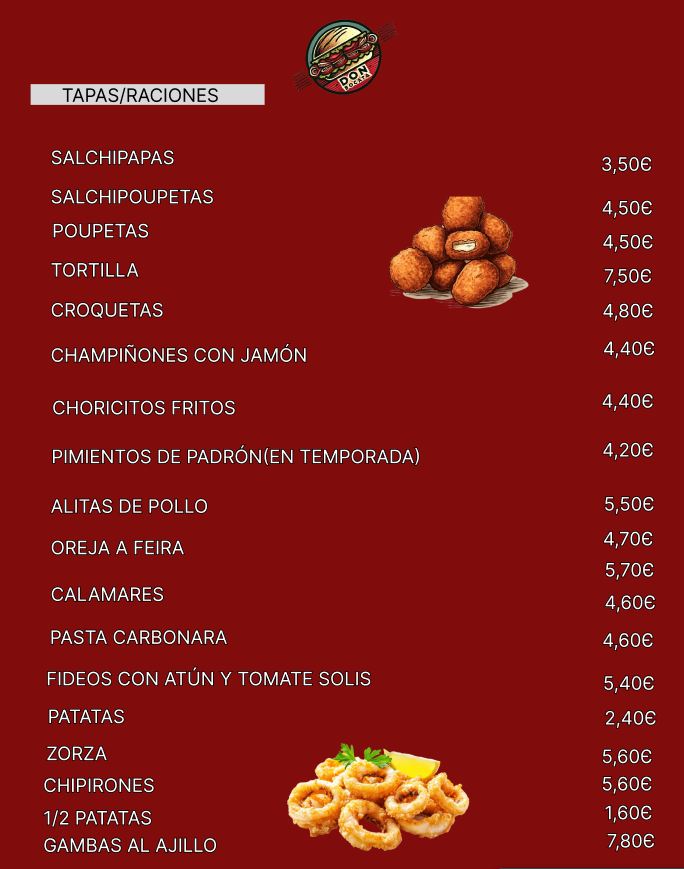 DON
BOCATA
TAPAS/RACIONES
SALCHIPAPAS 3,50€
SALCHIPOUPETAS 4,50€
POUPETAS 4,50€
TORTILLA 7,50€
CROQUETAS 4,80€
CHAMPIÑONES CON JAMÓN 4,40€
CHORICITOS FRITOS 4,40€
PIMIENTOS DE PADRÓN(EN TEMPORADA) 4,20€
ALITAS DE POLLO 5,50€
OREJA A FEIRA 4,70€
5,70€
CALAMARES 4,60€
PASTA CARBONARA 4,60€
FIDEOS CON ATÚN Y TOMATE SOLIS 5,40€
PATATAS 2,40€
ZORZA 5,60€
CHIPIRONES 5,60€
1/2 PATATAS 1,60€
GAMBAS AL AJILLO 7,80€